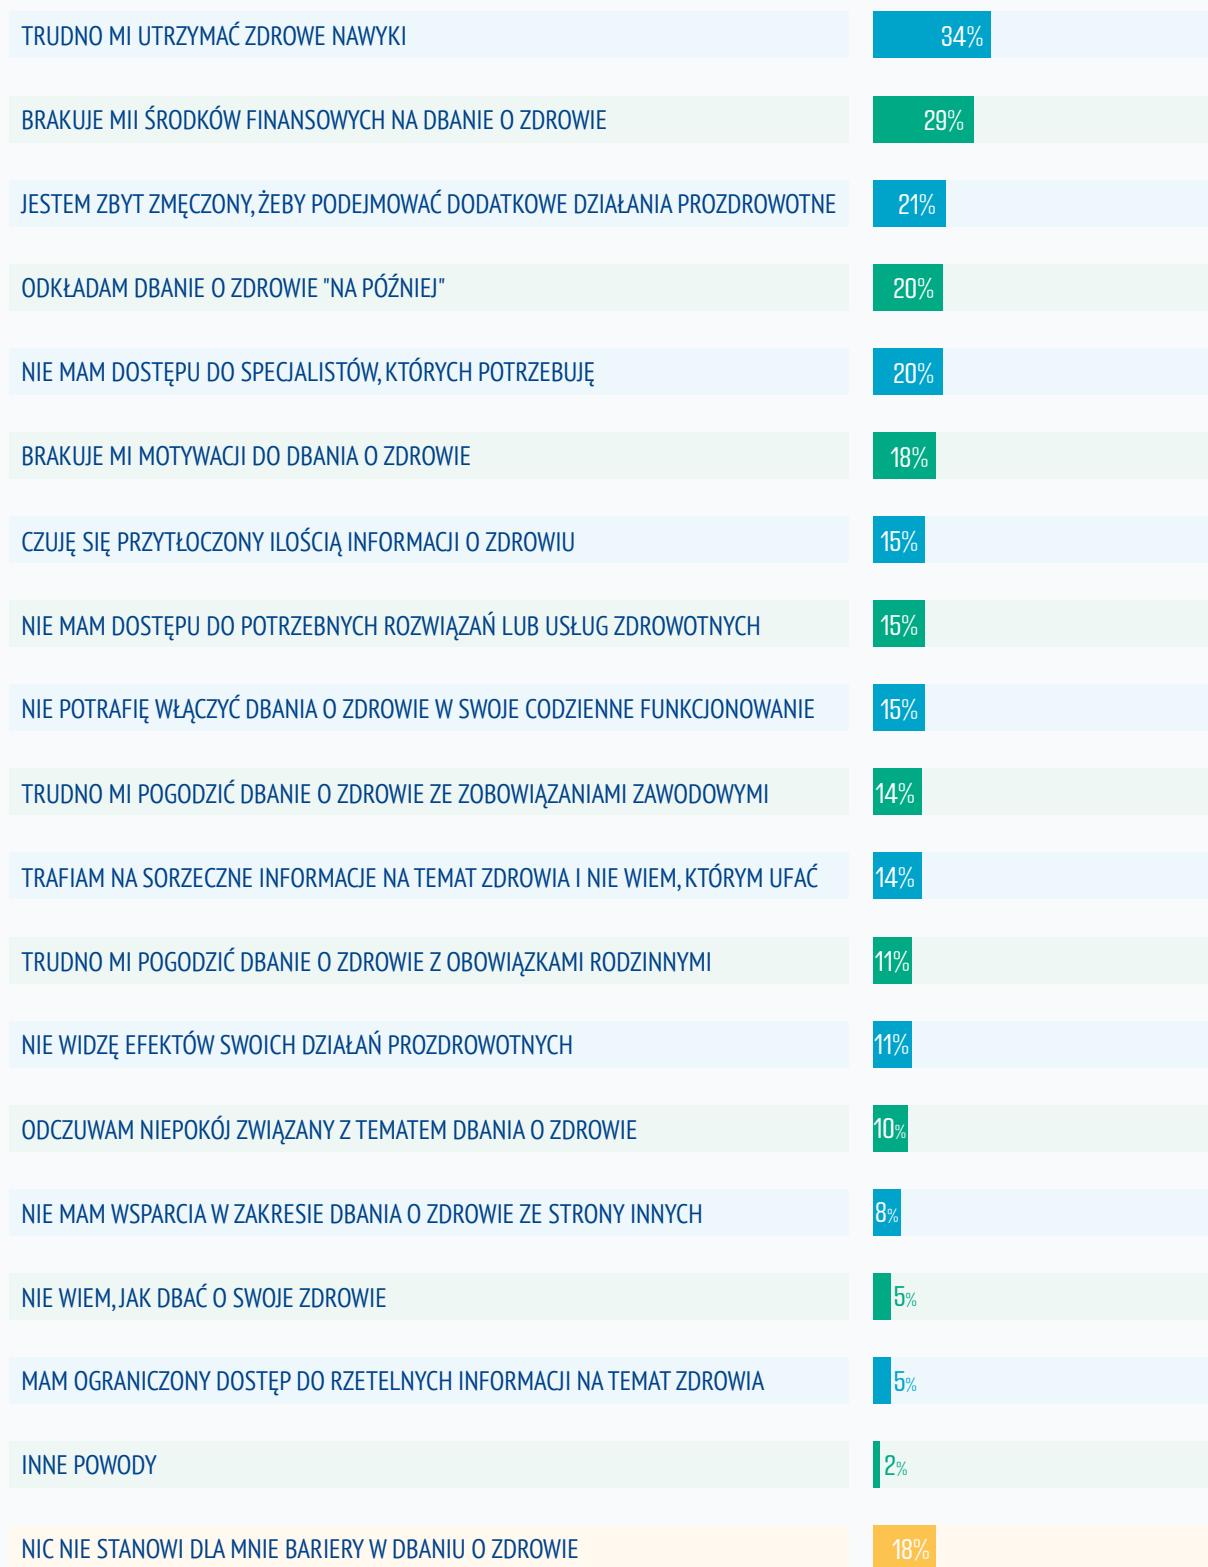 TRUDNO MI UTRZYMAĆ ZDROWE NAWYKI 34%
BRAKUJE MII ŚRODKÓW FINANSOWYCH NA DBANIE O ZDROWIE 29%
JESTEM ZBYT ZMĘCZONY, ŻEBY PODEJMOWAĆ DODATKOWE DZIAŁANIA PROZDROWOTNE 21%
ODKŁADAM DBANIE O ZDROWIE "NA PÓŹNIEJ" 20%
NIE MAM DOSTĘPU DO SPECJALISTÓW, KTÓRYCH POTRZEBUJĘ 20%
BRAKUJE MI MOTYWACJI DO DBANIA O ZDROWIE 18%
CZUJĘ SIĘ PRZYTŁOCZONY ILOŚCIĄ INFORMACJI O ZDROWIU 15%
NIE MAM DOSTĘPU DO POTRZEBNYCH ROZWIĄZAŃ LUB USŁUG ZDROWOTNYCH 15%
NIE POTRAFIĘ WŁĄCZYĆ DBANIA O ZDROWIE W SWOJE CODZIENNE FUNKCJONOWANIE 15%
TRUDNO MI POGODZIĆ DBANIE O ZDROWIE ZE ZOBOWIĄZANIAMI ZAWODOWYMI 14%
TRAFIAM NA SORZECZNE INFORMACJE NA TEMAT ZDROWIA I NIE WIEM, KTÓRYM UFAĆ 14%
TRUDNO MI POGODZIĆ DBANIE O ZDROWIE Z OBOWIĄZKAMI RODZINNYMI 11%
NIE WIDZĘ EFEKTÓW SWOICH DZIAŁAŃ PROZDROWOTNYCH 11%
ODCZUWAM NIEPOKÓJ ZWIĄZANY Z TEMATEM DBANIA O ZDROWIE 10%
NIE MAM WSPARCIA W ZAKRESIE DBANIA O ZDROWIE ZE STRONY INNYCH 8%
NIE WIEM, JAK DBAĆ O SWOJE ZDROWIE 5%
MAM OGRANICZONY DOSTĘP DO RZETELNYCH INFORMACJI NA TEMAT ZDROWIA 5%
INNE POWODY 2%
NIC NIE STANOWI DLA MNIE BARIERY W DBANIU O ZDROWIE 18%